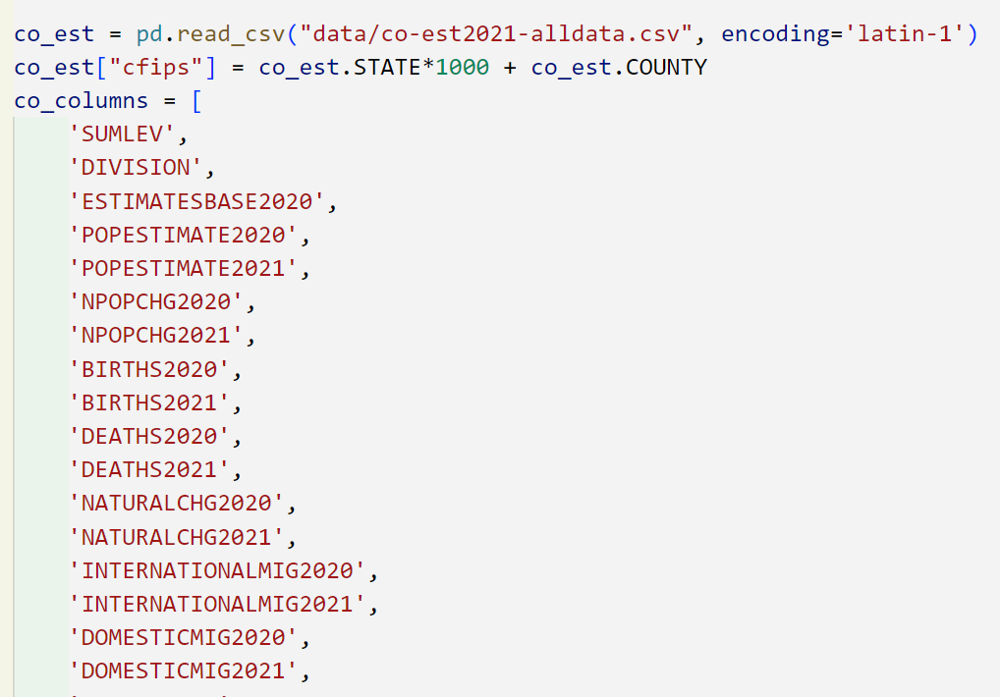 co_est = pd.read_csv("data/co-est2021-alldata.csv", encoding='latin-1')
co_est["cfips"] = co_est.STATE*1000 + co_est.COUNTY
co_columns = [
    'SUMLEV',
    'DIVISION',
    'ESTIMATESBASE2020',
    'POPESTIMATE2020',
    'POPESTIMATE2021',
    'NPOPCHG2020',
    'NPOPCHG2021',
    'BIRTHS2020',
    'BIRTHS2021',
    'DEATHS2020',
    'DEATHS2021',
    'NATURALCHG2020',
    'NATURALCHG2021',
    'INTERNATIONALMIG2020',
    'INTERNATIONALMIG2021',
    'DOMESTICMIG2020',
    'DOMESTICMIG2021',